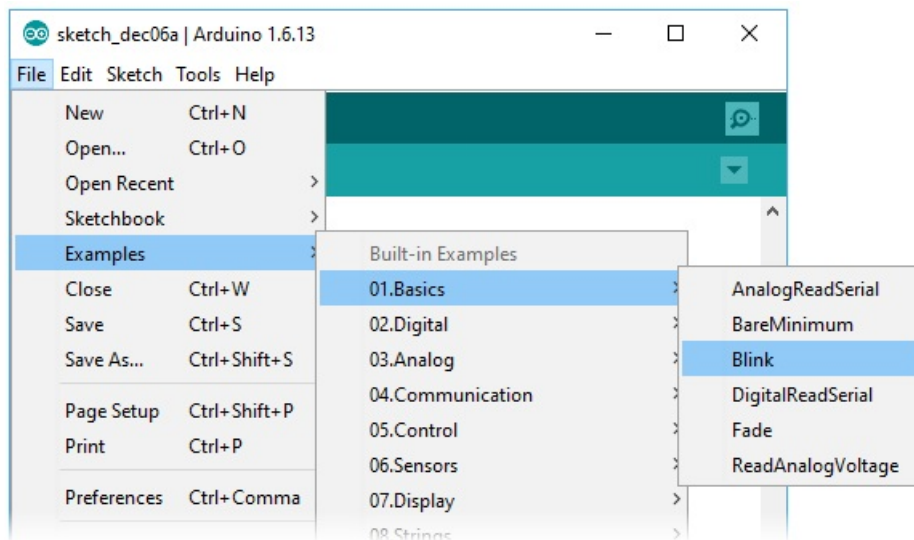 sketch_dec06a | Arduino 1.6.13
File Edit Sketch Tools Help
New Ctrl+N
Open... Ctrl+O
Open Recent
Sketchbook
Examples
Close Ctrl+W
Save Ctrl+S
Save As... Ctrl+Shift+S
Page Setup Ctrl+Shift+P
Print Ctrl+P
Preferences Ctrl+Comma
Built-in Examples
01.Basics
02.Digital
03.Analog
04.Communication
05.Control
06.Sensors
07.Display
08.Strings
AnalogReadSerial
BareMinimum
Blink
DigitalReadSerial
Fade
ReadAnalogVoltage